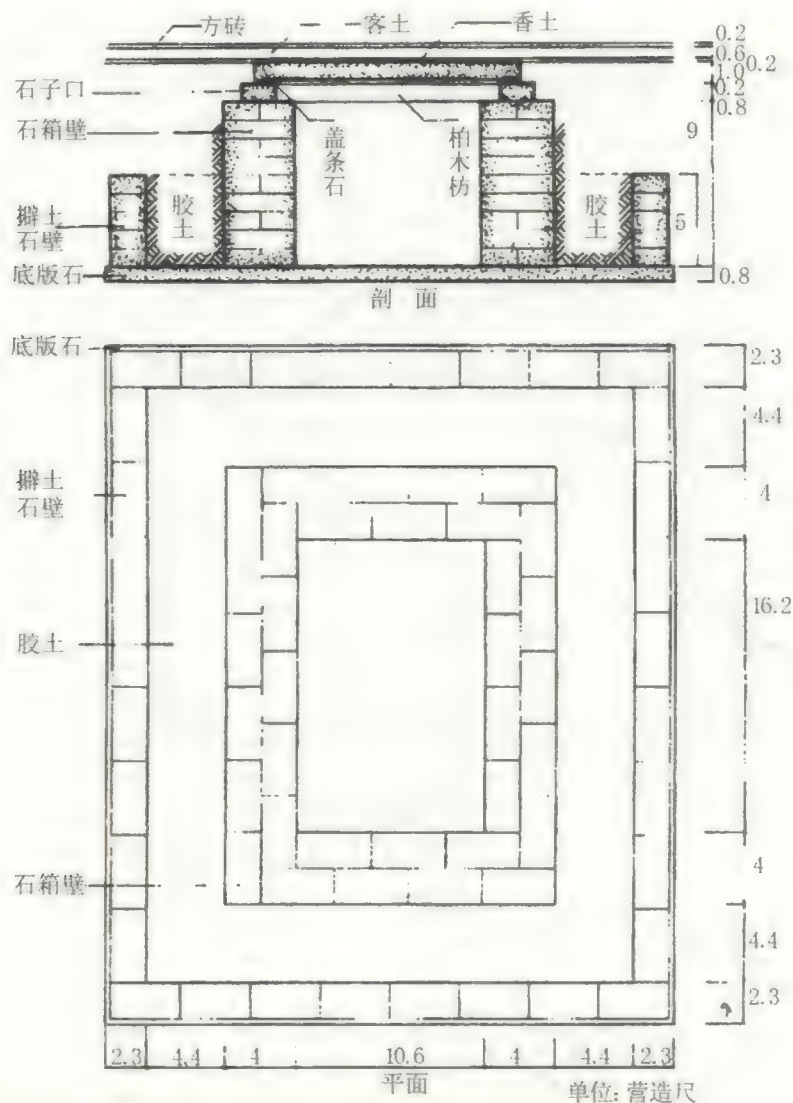 方砖 客土 香土
0.2
0.6
0.2
1.0
0.2
0.8
石子口
石箱壁
盖条石
柏木枋
9
胶土
胶土
5
擗土石壁
底版石
0.8
剖面
底版石
2.3
4.4
擗土石壁
4
16.2
胶土
石箱壁
4
4.4
2.3
2.3 4.4 4 10.6 4 4.4 2.3
平面
单位: 营造尺